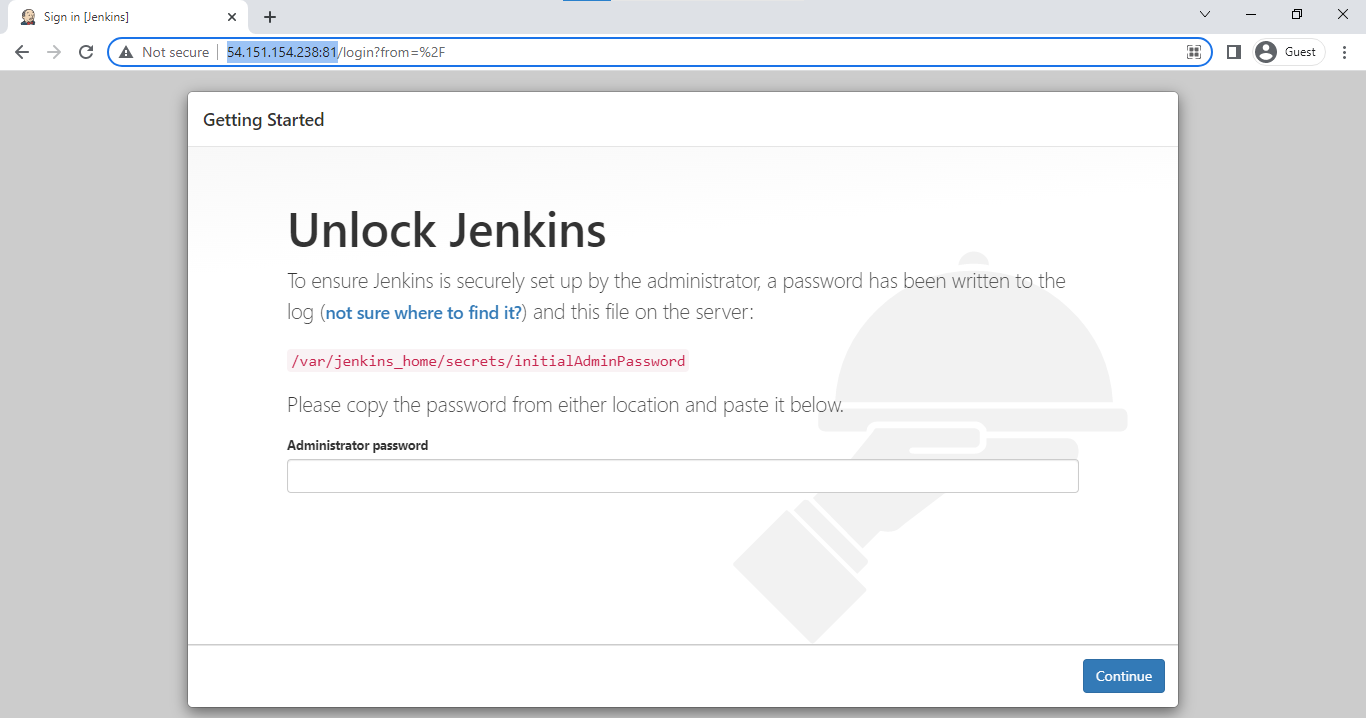 Sign in [Jenkins]
Not secure
54.151.154.238:81/login?from=%2F
Guest
Getting Started
Unlock Jenkins
To ensure Jenkins is securely set up by the administrator, a password has been written to the
log (not sure where to find it?) and this file on the server:
/var/jenkins_home/secrets/initialAdminPassword
Please copy the password from either location and paste it below.
Administrator password
Continue